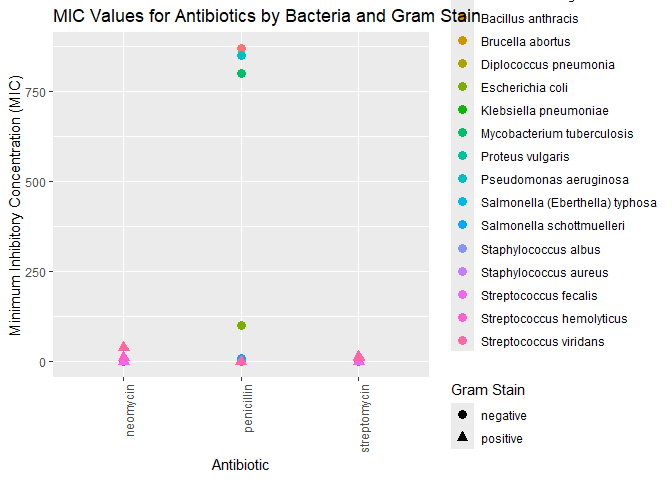 MIC Values for Antibiotics by Bacteria and Gram Stain
Minimum Inhibitory Concentration (MIC)
750
500
250
0
neomycin
penicillin
streptomycin
Antibiotic
Bacillus anthracis
Brucella abortus
Diplococcus pneumonia
Escherichia coli
Klebsiella pneumoniae
Mycobacterium tuberculosis
Proteus vulgaris
Pseudomonas aeruginosa
Salmonella (Eberthella) typhosa
Salmonella schottmuelleri
Staphylococcus albus
Staphylococcus aureus
Streptococcus fecalis
Streptococcus hemolyticus
Streptococcus viridans
Gram Stain
negative
positive